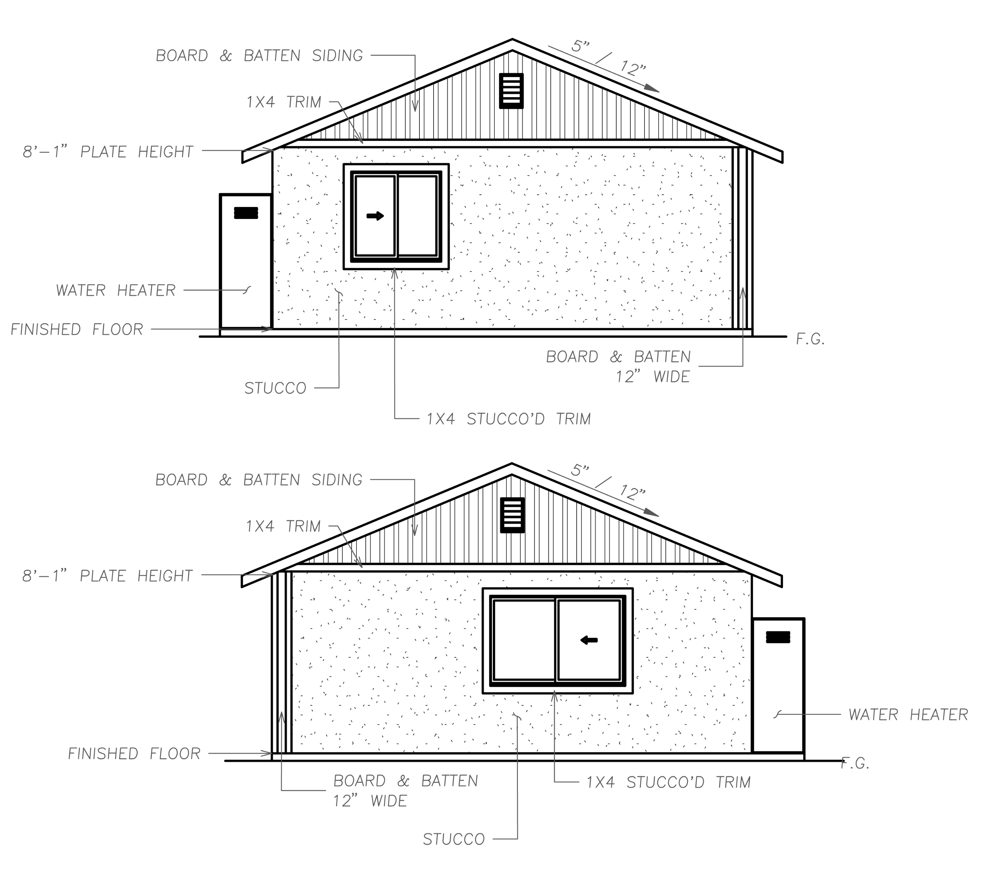 BOARD & BATTEN SIDING
5” / 12”
1X4 TRIM
8’-1” PLATE HEIGHT
WATER HEATER
FINISHED FLOOR
F.G.
BOARD & BATTEN
12” WIDE
STUCCO
1X4 STUCCO’D TRIM
BOARD & BATTEN SIDING
5” / 12”
1X4 TRIM
8’-1” PLATE HEIGHT
WATER HEATER
FINISHED FLOOR
F.G.
BOARD & BATTEN
12” WIDE
1X4 STUCCO’D TRIM
STUCCO